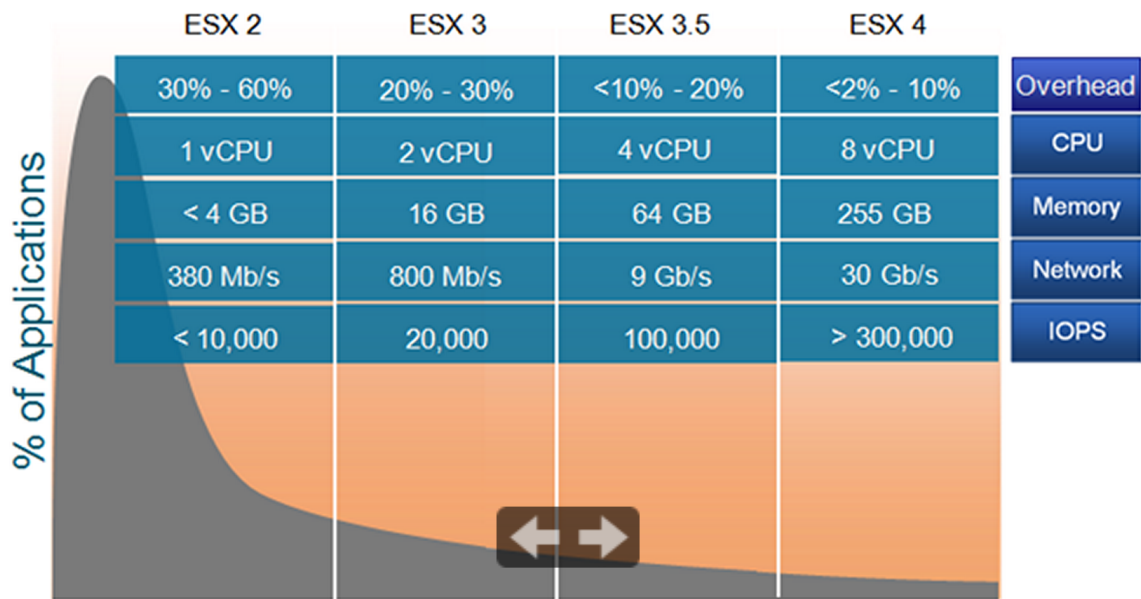 ESX 2 ESX 3 ESX 3.5 ESX 4
30% - 60% 20% - 30% <10% - 20% <2% - 10% Overhead
1 vCPU 2 vCPU 4 vCPU 8 vCPU CPU
< 4 GB 16 GB 64 GB 255 GB Memory
380 Mb/s 800 Mb/s 9 Gb/s 30 Gb/s Network
< 10,000 20,000 100,000 > 300,000 IOPS
% of Applications